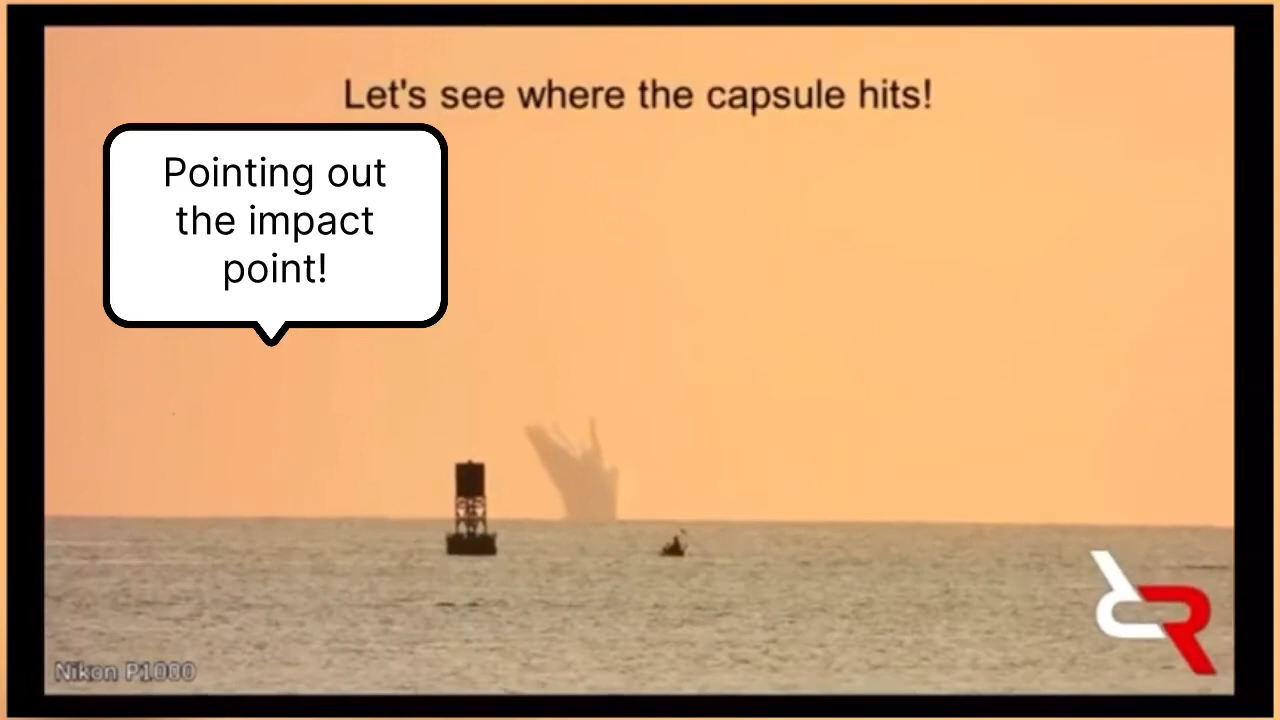 Let's see where the capsule hits!
Pointing out
the impact
point!
Nikon P1000